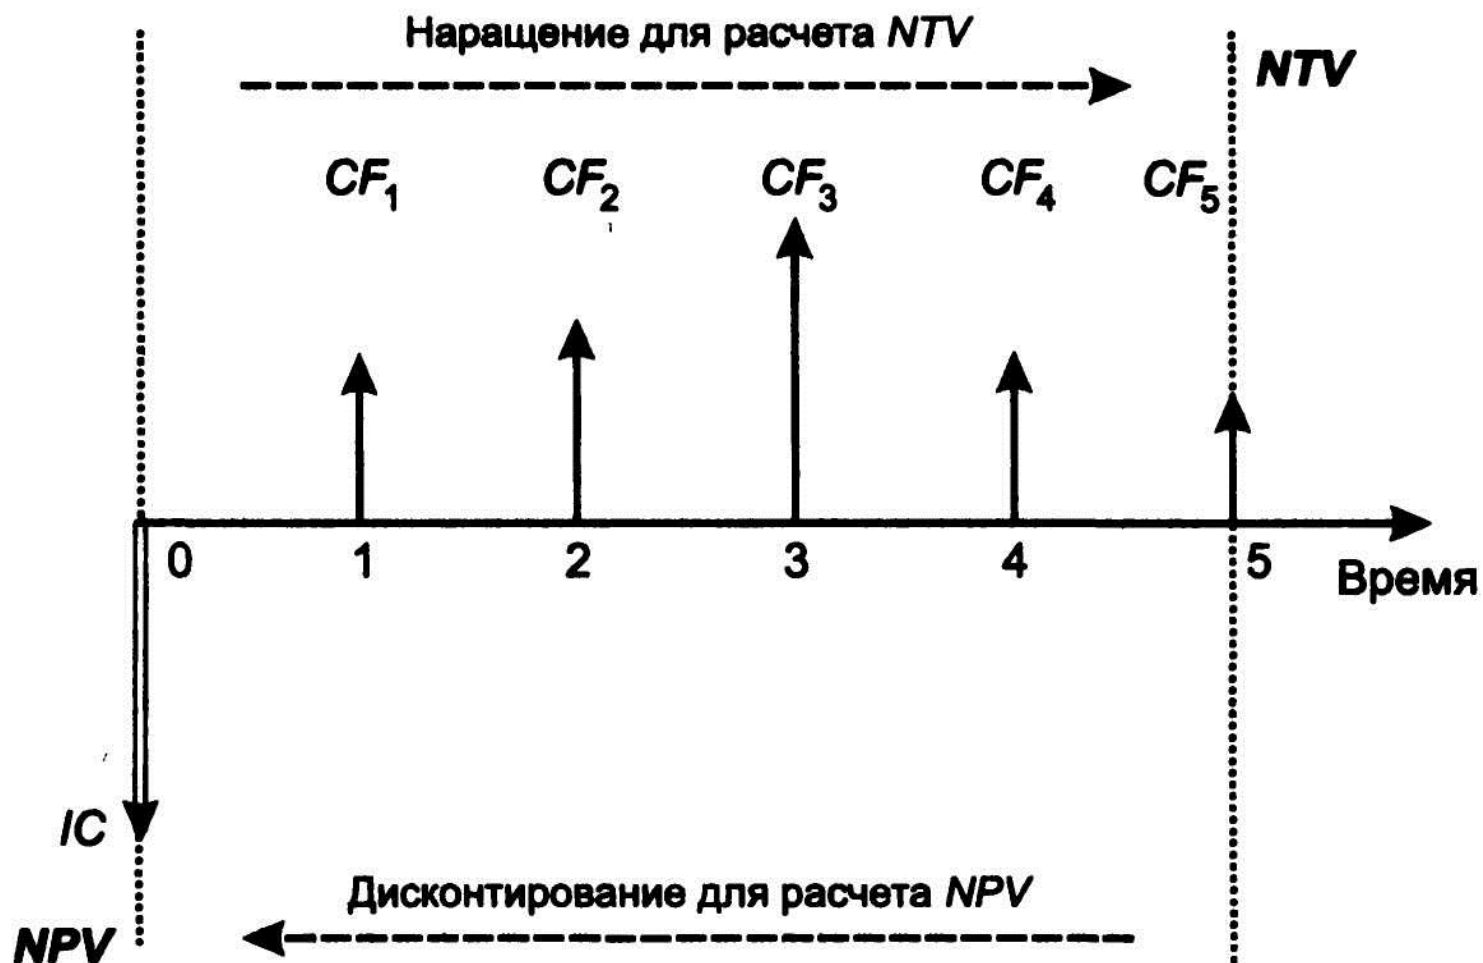 Наращение для расчета NTV
NTV
CF₁ CF₂ CF₃ CF₄ CF₅
0 1 2 3 4 5
Время
IC
Дисконтирование для расчета NPV
NPV